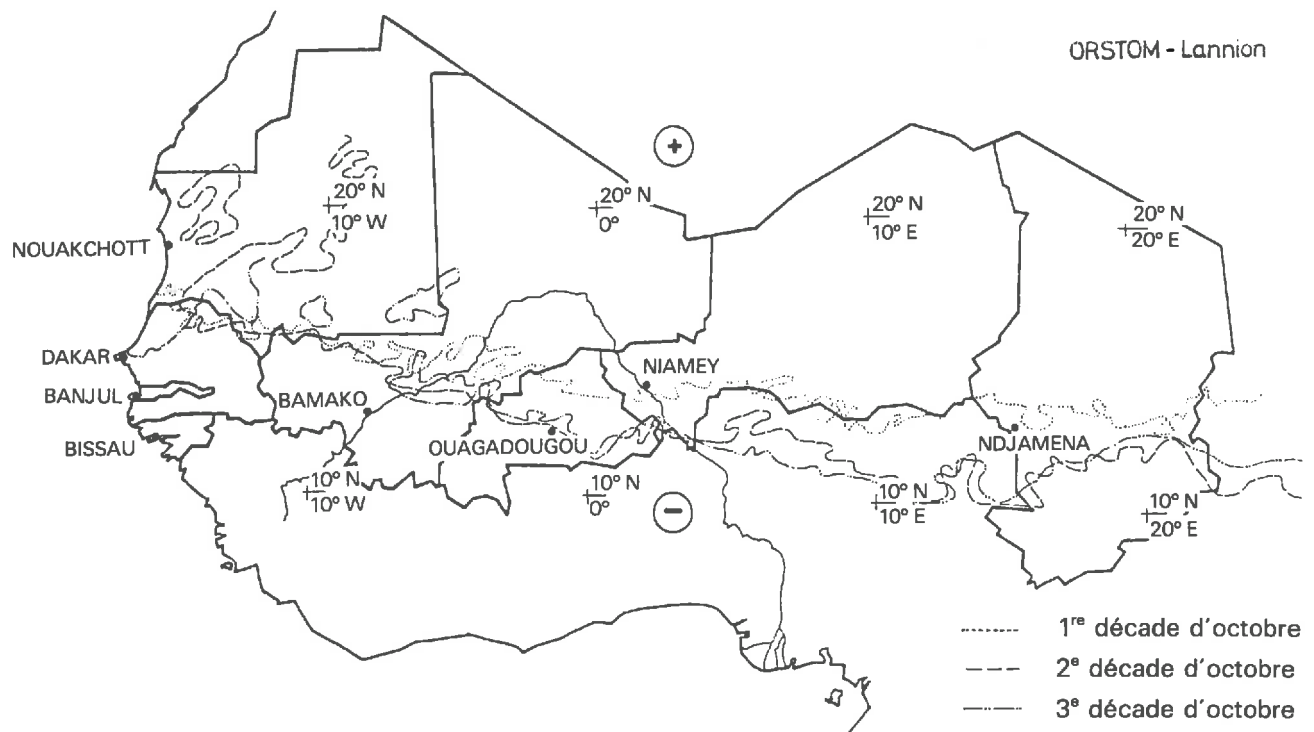 ORSTOM - Lannion
+
20° N
10° W
20° N
0°
20° N
10° E
20° N
20° E
NOUAKCHOTT
DAKAR
BANJUL
BISSAU
BAMAKO
NIAMEY
OUAGADOUGOU
NDJAMENA
10° N
10° W
10° N
0°
10° N
10° E
10° N
20° E
−
1re décade d'octobre
2e décade d'octobre
3e décade d'octobre